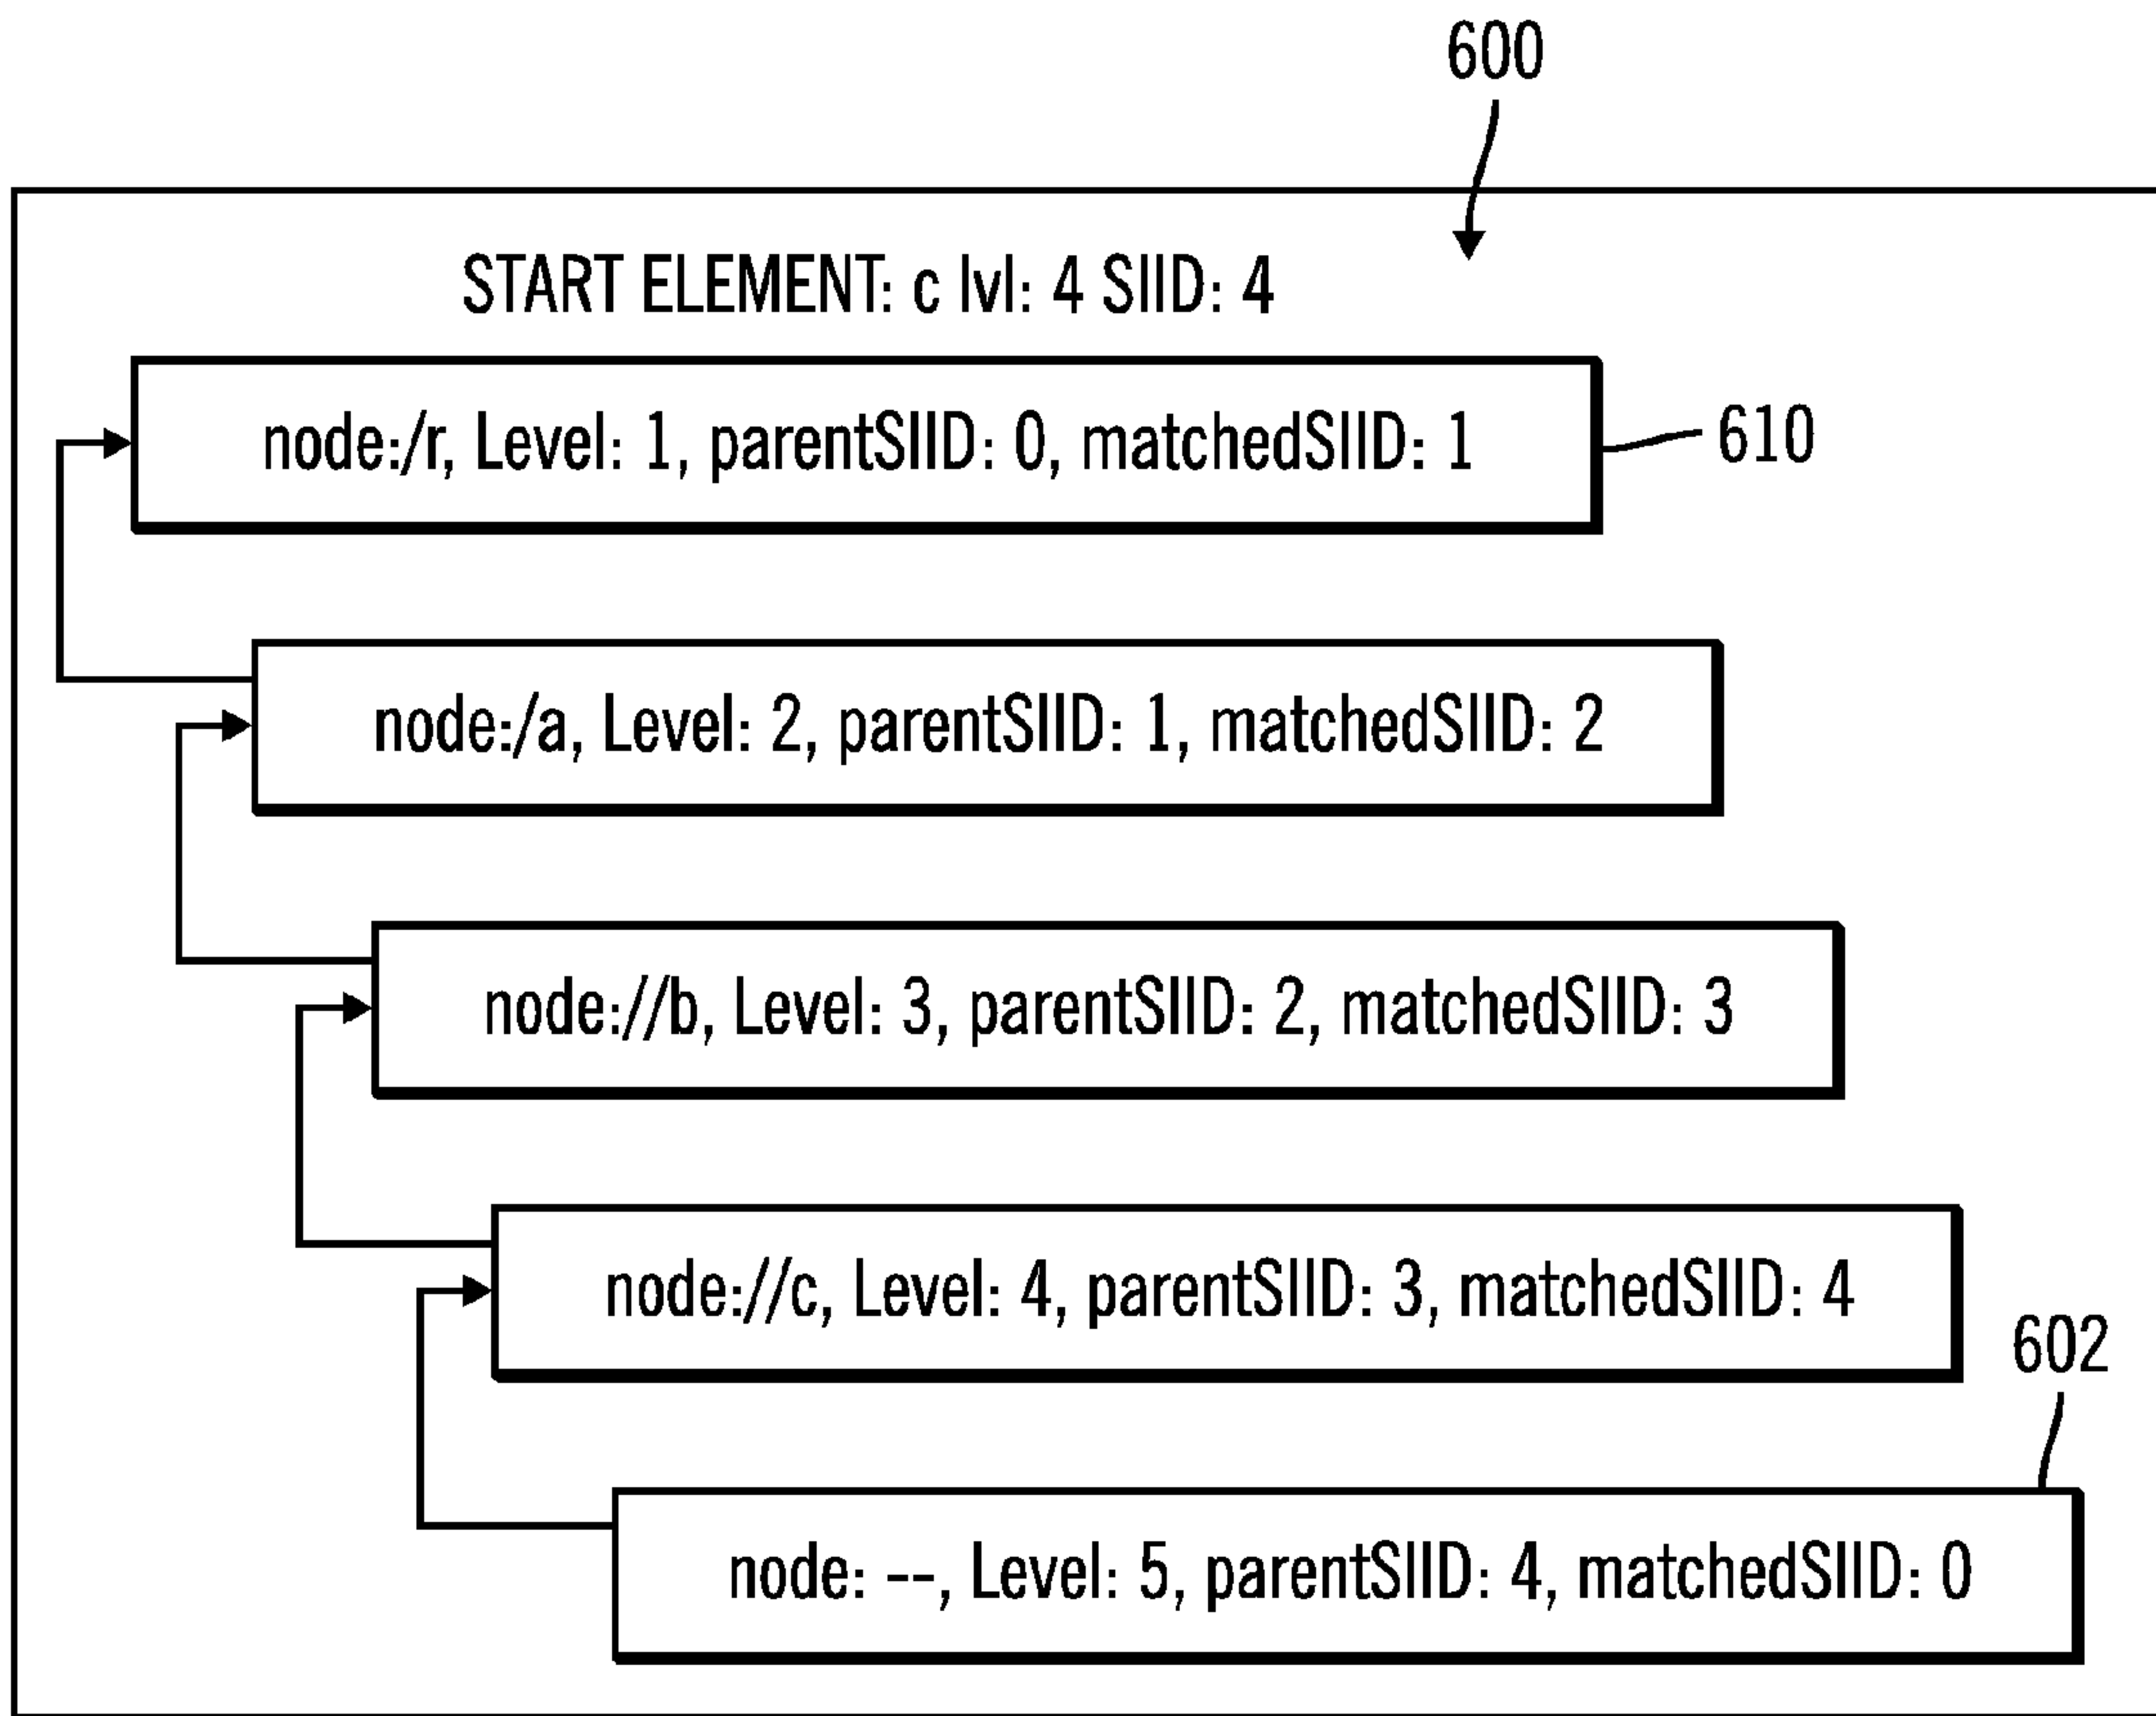 600
START ELEMENT: c lvl: 4 SIID: 4
node:/r, Level: 1, parentSIID: 0, matchedSIID: 1
610
node:/a, Level: 2, parentSIID: 1, matchedSIID: 2
node://b, Level: 3, parentSIID: 2, matchedSIID: 3
node://c, Level: 4, parentSIID: 3, matchedSIID: 4
602
node: --, Level: 5, parentSIID: 4, matchedSIID: 0